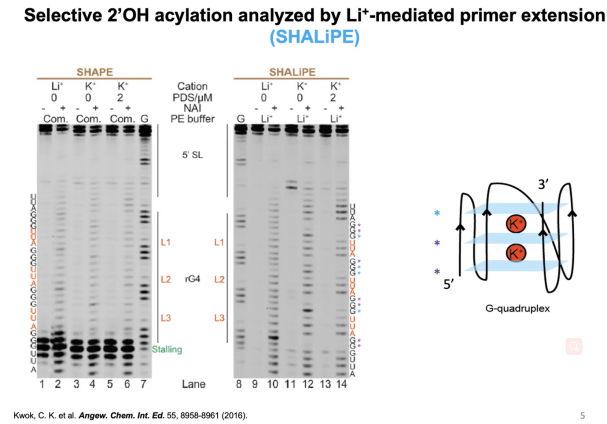 Selective 2'OH acylation analyzed by Li⁺-mediated primer extension
(SHALiPE)
SHAPE
SHALiPE
Li⁺ K⁺ K⁺
Cation
Li⁺ K⁺ K⁺
0 0 2
PDS/μM
0 0 2
- + - + - +
NAI
- + - + - +
Com. Com. Com. G
PE buffer
G Li⁺ Li⁺ Li⁺
5' SL
L1
L2
L3
rG4
L1
L2
L3
Stalling
1 2 3 4 5 6 7
Lane
8 9 10 11 12 13 14
3'
K⁺
K⁺
5'
* * *
G-quadruplex
Kwok, C. K. et al. Angew. Chem. Int. Ed. 55, 8958-8961 (2016).
5